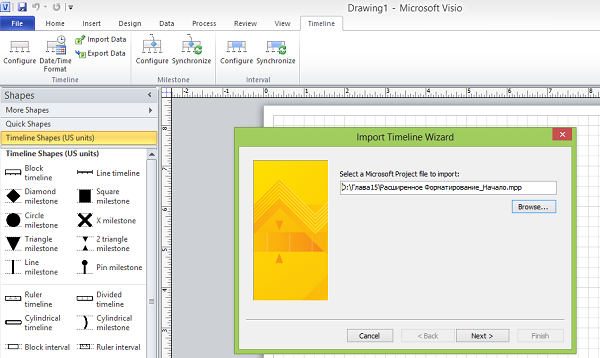 Drawing1 - Microsoft Visio
File Home Insert Design Data Process Review View Timeline
Configure
Date/Time Format
Import Data
Export Data
Timeline
Configure Synchronize
Milestone
Configure Synchronize
Interval
Shapes
More Shapes
Quick Shapes
Timeline Shapes (US units)
Timeline Shapes (US units)
Block timeline
Line timeline
Diamond milestone
Square milestone
Circle milestone
X milestone
Triangle milestone
2 triangle milestone
Line milestone
Pin milestone
Ruler timeline
Divided timeline
Cylindrical timeline
Cylindrical milestone
Block interval
Ruler interval
Import Timeline Wizard
Select a Microsoft Project file to import:
D:\Глава15\Расширенное Форматирование_Начало.mpp
Browse...
Cancel < Back Next > Finish